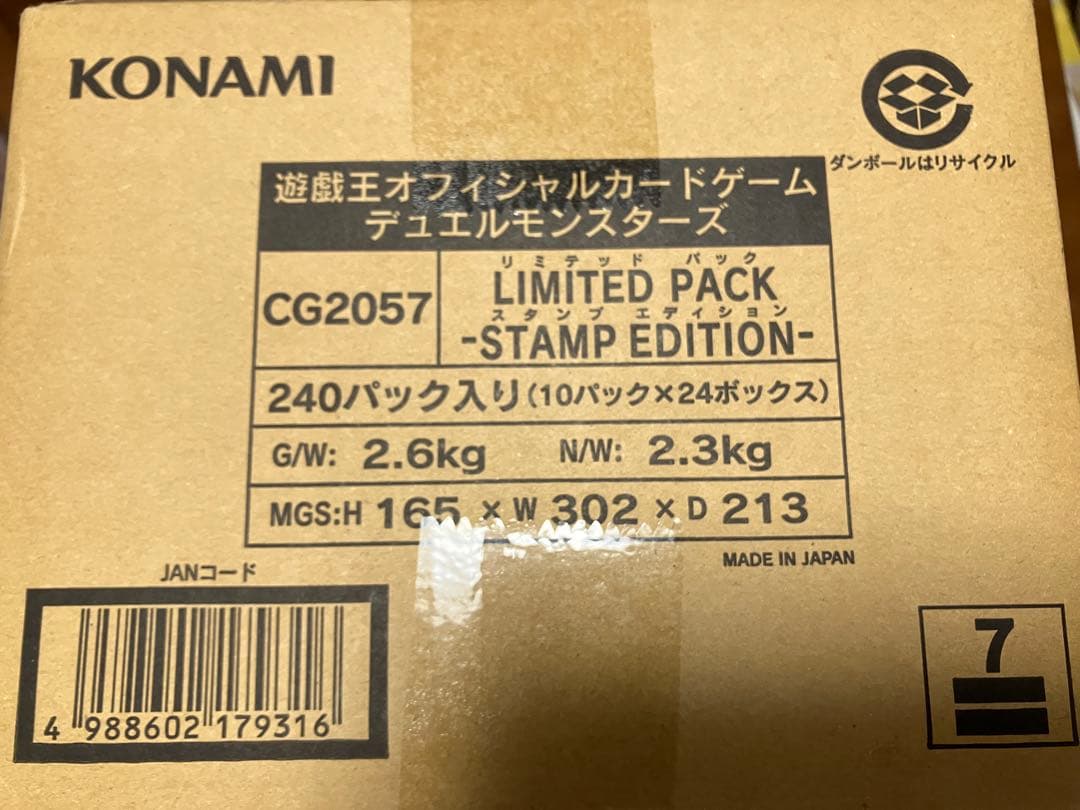 KONAMI
ダンボールはリサイクル
遊戯王オフィシャルカードゲーム
デュエルモンスターズ
CG2057
リミテッド パック
LIMITED PACK
スタンプ エディション
-STAMP EDITION-
240パック入り(10パック×24ボックス)
G/W: 2.6kg N/W: 2.3kg
MGS:H 165 × W 302 × D 213
MADE IN JAPAN
JANコード
4 988602 179316
7